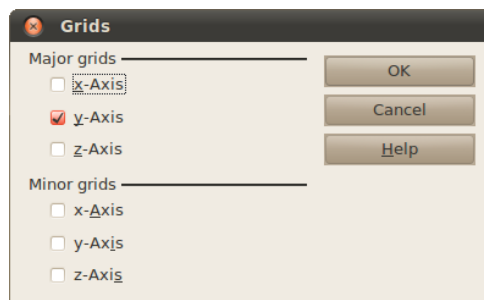 Grids
Major grids
x-Axis
y-Axis
z-Axis
OK
Cancel
Help
Minor grids
x-Axis
y-Axis
z-Axis